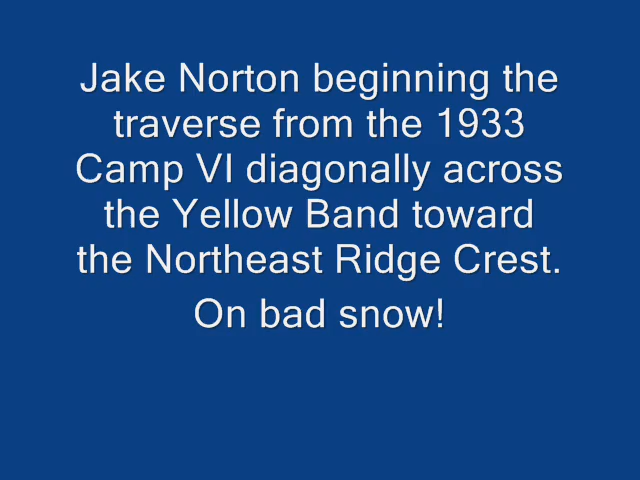 Jake Norton beginning the
traverse from the 1933
Camp VI diagonally across
the Yellow Band toward
the Northeast Ridge Crest.
On bad snow!